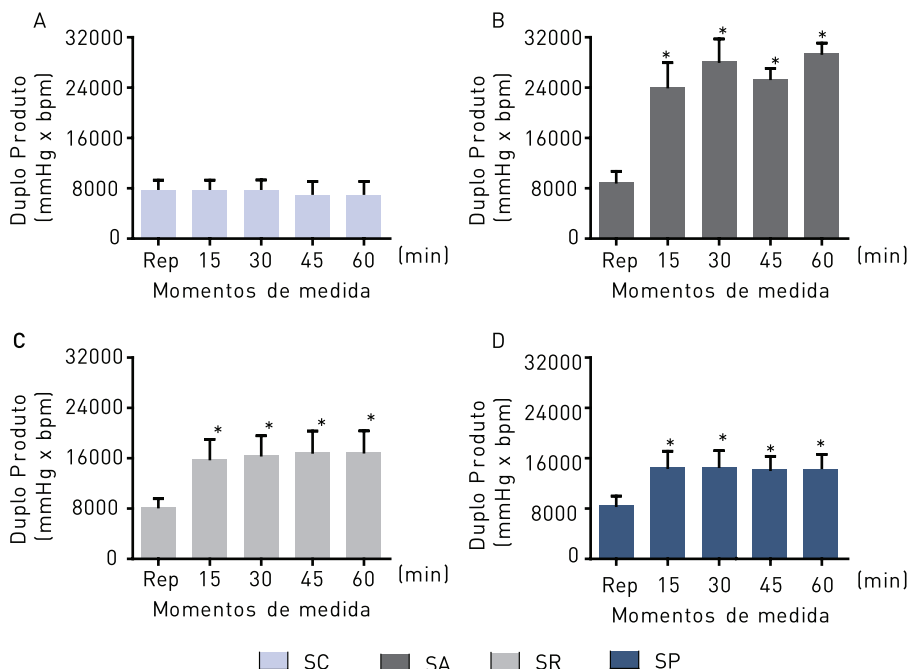 A
Duplo Produto
(mmHg x bpm)
32000
24000
16000
8000
0
Rep 15 30 45 60 (min)
Momentos de medida
B
Duplo Produto
(mmHg x bpm)
32000
24000
16000
8000
0
* * * *
Rep 15 30 45 60 (min)
Momentos de medida
C
Duplo Produto
(mmHg x bpm)
32000
24000
16000
8000
0
* * * *
Rep 15 30 45 60 (min)
Momentos de medida
D
Duplo Produto
(mmHg x bpm)
32000
24000
16000
8000
0
* * * *
Rep 15 30 45 60 (min)
Momentos de medida
SC SA SR SP